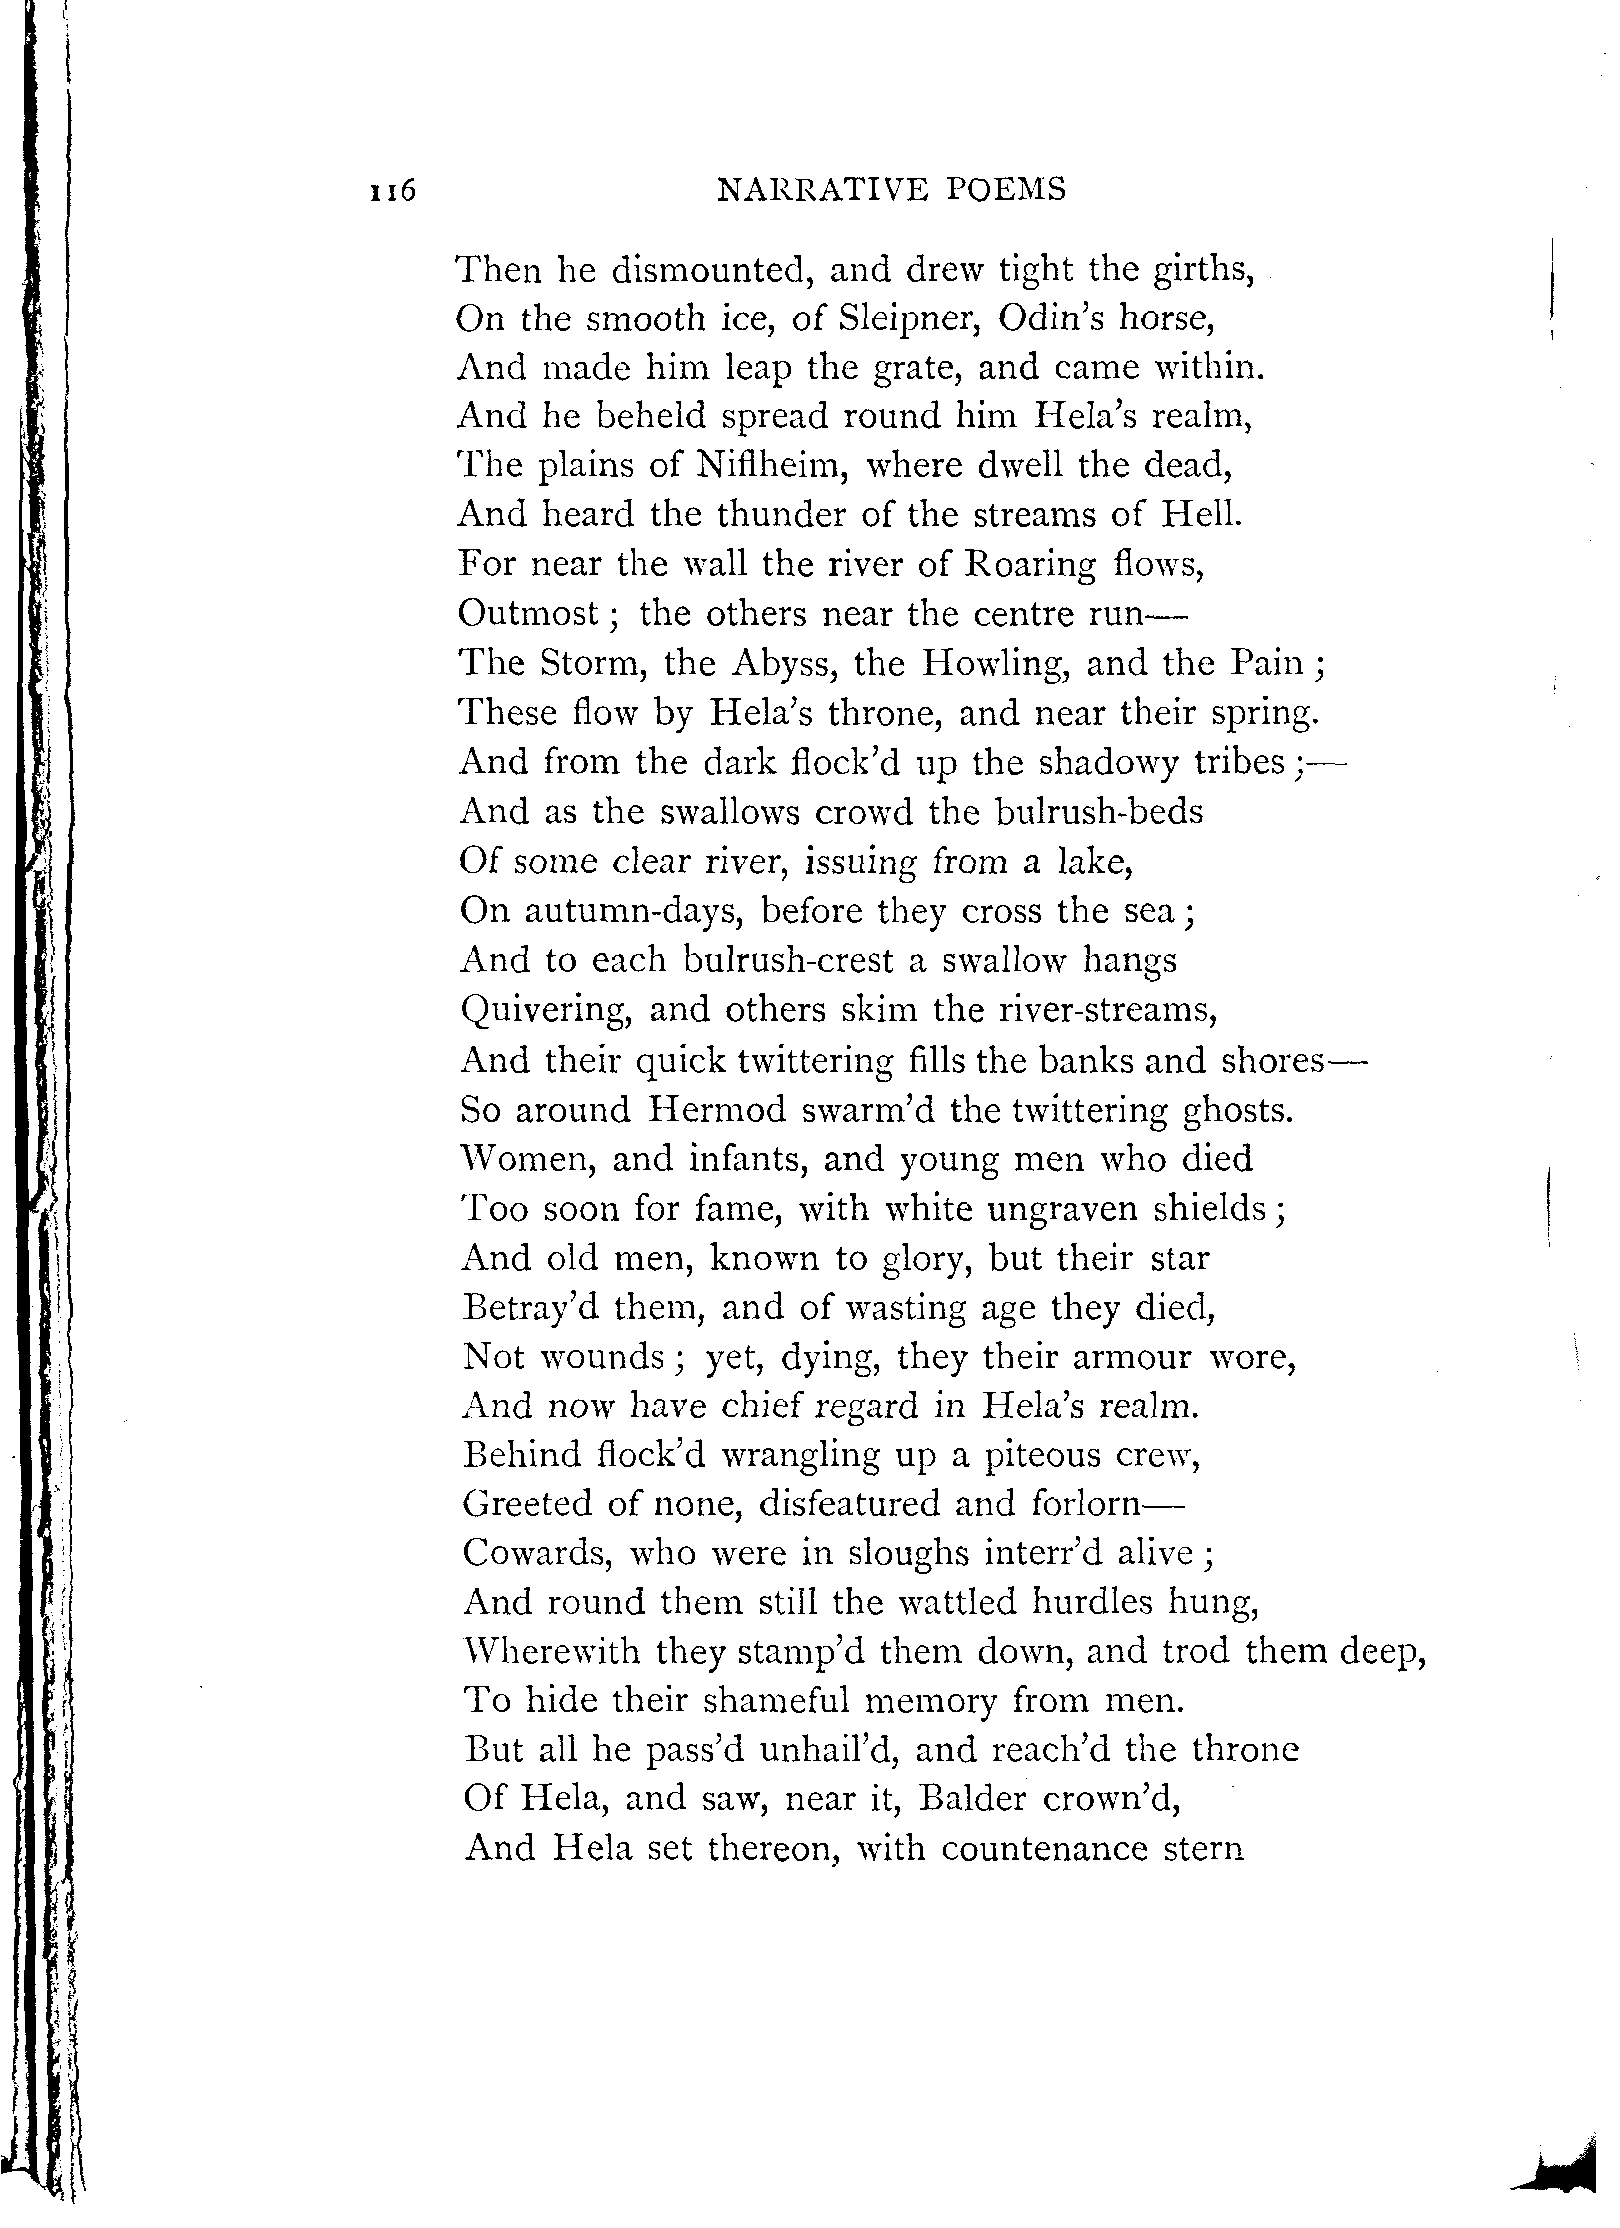 116 NARRATIVE POEMS
Then he dismounted, and drew tight the girths,
On the smooth ice, of Sleipner, Odin's horse,
And made him leap the grate, and came within.
And he beheld spread round him Hela's realm,
The plains of Niflheim, where dwell the dead,
And heard the thunder of the streams of Hell.
For near the wall the river of Roaring flows,
Outmost ; the others near the centre run—
The Storm, the Abyss, the Howling, and the Pain ;
These flow by Hela's throne, and near their spring.
And from the dark flock'd up the shadowy tribes ;—
And as the swallows crowd the bulrush-beds
Of some clear river, issuing from a lake,
On autumn-days, before they cross the sea ;
And to each bulrush-crest a swallow hangs
Quivering, and others skim the river-streams,
And their quick twittering fills the banks and shores—
So around Hermod swarm'd the twittering ghosts.
Women, and infants, and young men who died
Too soon for fame, with white ungraven shields ;
And old men, known to glory, but their star
Betray'd them, and of wasting age they died,
Not wounds ; yet, dying, they their armour wore,
And now have chief regard in Hela's realm.
Behind flock'd wrangling up a piteous crew,
Greeted of none, disfeatured and forlorn—
Cowards, who were in sloughs interr'd alive ;
And round them still the wattled hurdles hung,
Wherewith they stamp'd them down, and trod them deep,
To hide their shameful memory from men.
But all he pass'd unhail'd, and reach'd the throne
Of Hela, and saw, near it, Balder crown'd,
And Hela set thereon, with countenance stern